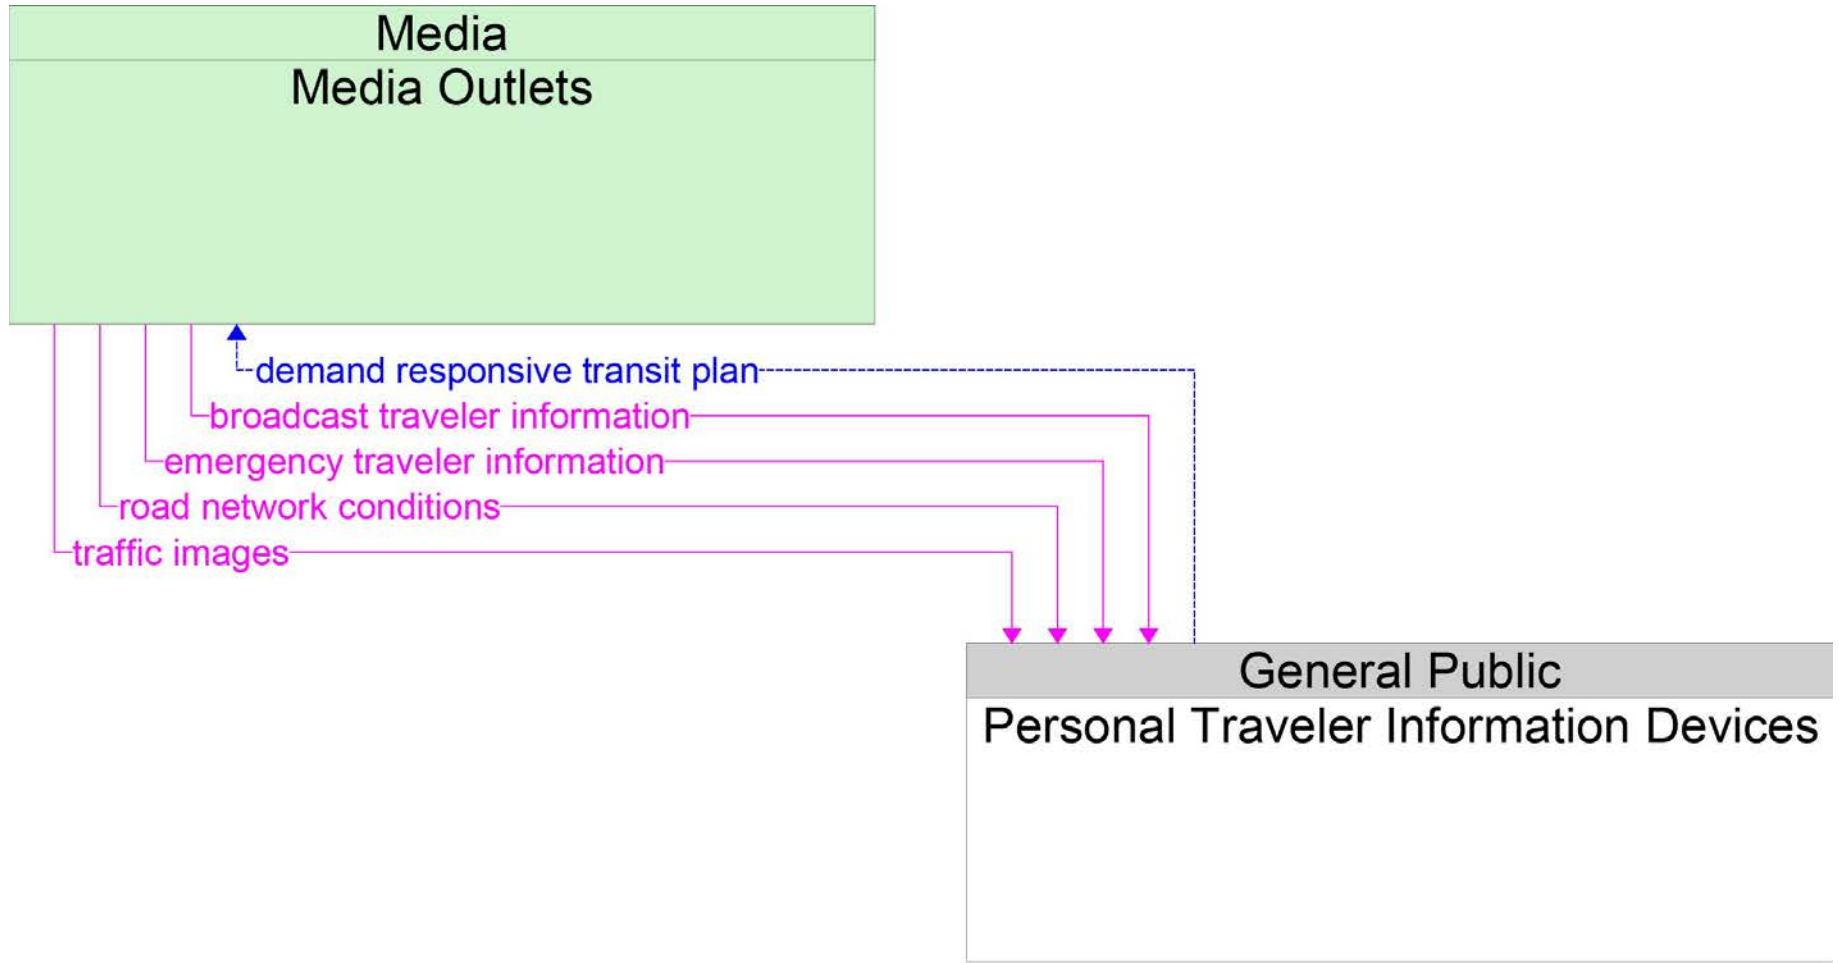 Media
Media Outlets
demand responsive transit plan
broadcast traveler information
emergency traveler information
road network conditions
traffic images
General Public
Personal Traveler Information Devices